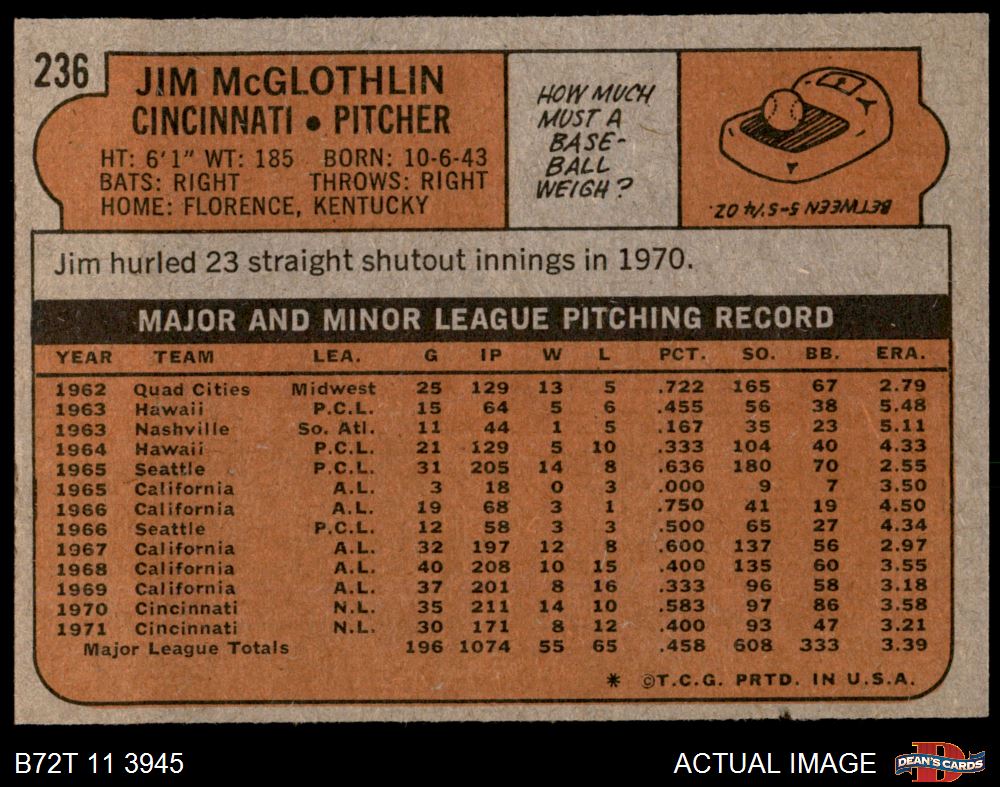 236
JIM McGLOTHLIN
CINCINNATI • PITCHER
HT: 6'1" WT: 185 BORN: 10-6-43
BATS: RIGHT THROWS: RIGHT
HOME: FLORENCE, KENTUCKY
HOW MUCH
MUST A
BASE-
BALL
WEIGH?
BETWEEN 5-5¼ OZ.
Jim hurled 23 straight shutout innings in 1970.
MAJOR AND MINOR LEAGUE PITCHING RECORD
YEAR TEAM LEA. G IP W L PCT. SO. BB. ERA.
1962 Quad Cities Midwest 25 129 13 5 .722 165 67 2.79
1963 Hawaii P.C.L. 15 64 5 6 .455 56 38 5.48
1963 Nashville So. Atl. 11 44 1 5 .167 35 23 5.11
1964 Hawaii P.C.L. 21 129 5 10 .333 104 40 4.33
1965 Seattle P.C.L. 31 205 14 8 .636 180 70 2.55
1965 California A.L. 3 18 0 3 .000 9 7 3.50
1966 California A.L. 19 68 3 1 .750 41 19 4.50
1966 Seattle P.C.L. 12 58 3 3 .500 65 27 4.34
1967 California A.L. 32 197 12 8 .600 137 56 2.97
1968 California A.L. 40 208 10 15 .400 135 60 3.55
1969 California A.L. 37 201 8 16 .333 96 58 3.18
1970 Cincinnati N.L. 35 211 14 10 .583 97 86 3.58
1971 Cincinnati N.L. 30 171 8 12 .400 93 47 3.21
Major League Totals 196 1074 55 65 .458 608 333 3.39
* ©T.C.G. PRTD. IN U.S.A.
B72T 11 3945
ACTUAL IMAGE
D
DEAN'S CARDS